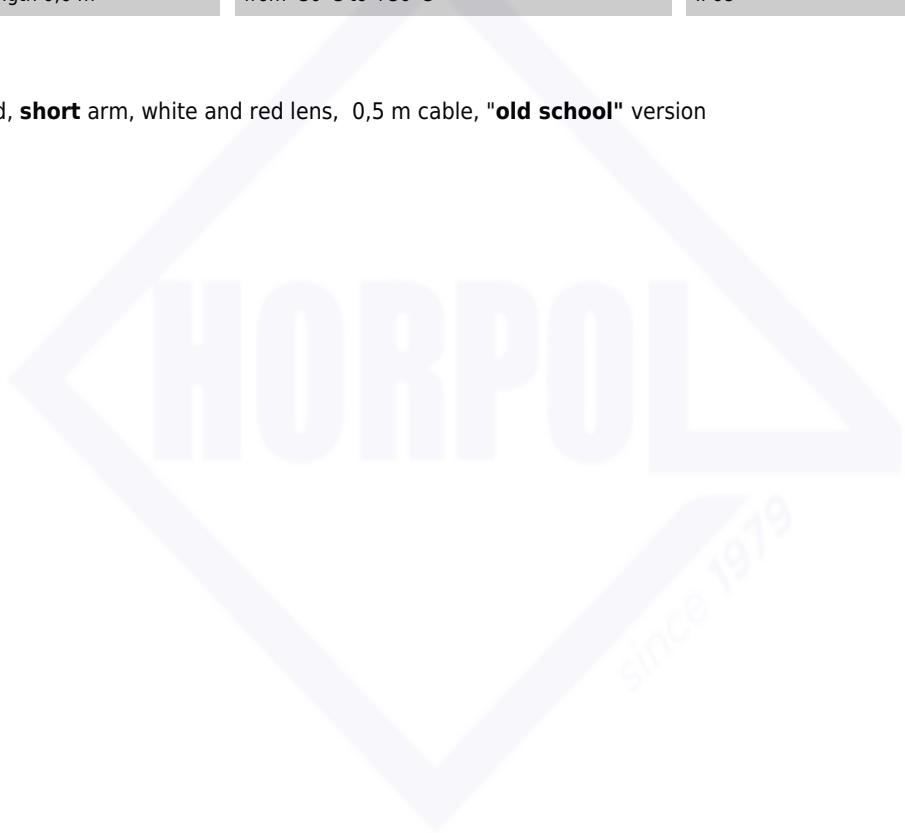 d, short arm, white and red lens,  0,5 m cable, "old school" version
HORPOL
since 1979